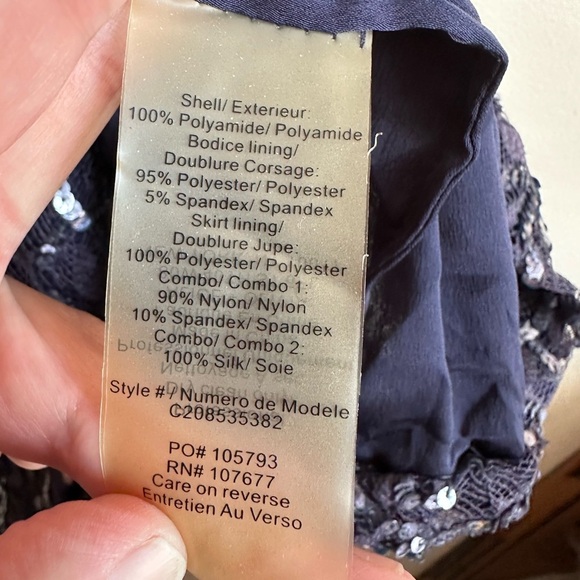 Shell/ Exterieur:
100% Polyamide/ Polyamide
Bodice lining/
Doublure Corsage:
95% Polyester/ Polyester
5% Spandex/ Spandex
Skirt lining/
Doublure Jupe:
100% Polyester/ Polyester
Combo/ Combo 1:
90% Nylon/ Nylon
10% Spandex/ Spandex
Combo/ Combo 2:
100% Silk/ Soie
Style # / Numero de Modele
C208535382
PO# 105793
RN# 107677
Care on reverse
Entretien Au Verso